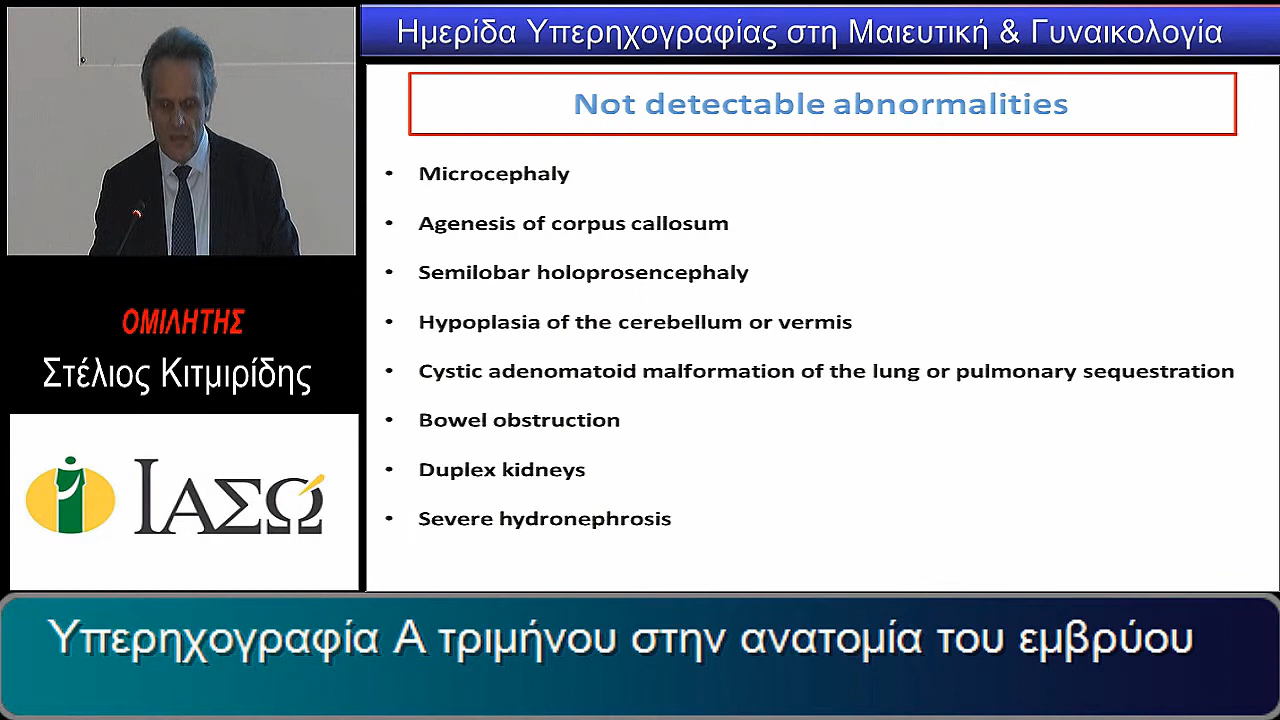 Ημερίδα Υπερηχογραφίας στη Μαιευτική & Γυναικολογία
Not detectable abnormalities
• Microcephaly
• Agenesis of corpus callosum
• Semilobar holoprosencephaly
• Hypoplasia of the cerebellum or vermis
• Cystic adenomatoid malformation of the lung or pulmonary sequestration
• Bowel obstruction
• Duplex kidneys
• Severe hydronephrosis
ΟΜΙΛΗΤΗΣ
Στέλιος Κιτμιρίδης
ΙΑΣΩ
Υπερηχογραφία Α τριμήνου στην ανατομία του εμβρύου